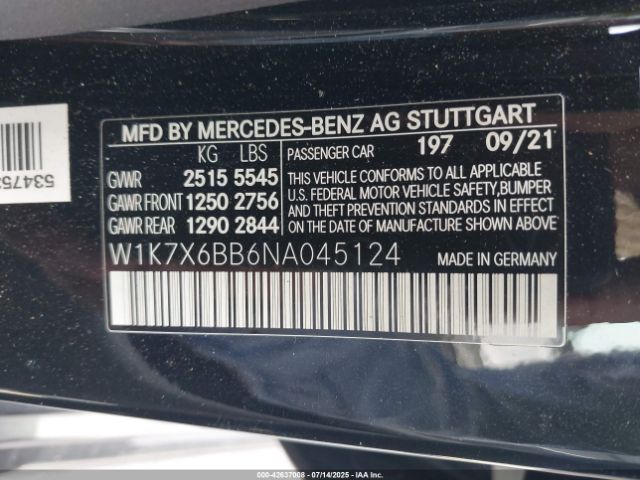 MFD BY MERCEDES-BENZ AG STUTTGART
KG LBS
GVWR 2515 5545
GAWR FRONT 1250 2756
GAWR REAR 1290 2844
PASSENGER CAR 197 09/21
THIS VEHICLE CONFORMS TO ALL APPLICABLE
U.S. FEDERAL MOTOR VEHICLE SAFETY,BUMPER
AND THEFT PREVENTION STANDARDS IN EFFECT
ON THE DATE OF MANUFACTURE SHOWN ABOVE.
W1K7X6BB6NA045124
MADE IN GERMANY
000-42637008 - 07/14/2025 - IAA Inc.